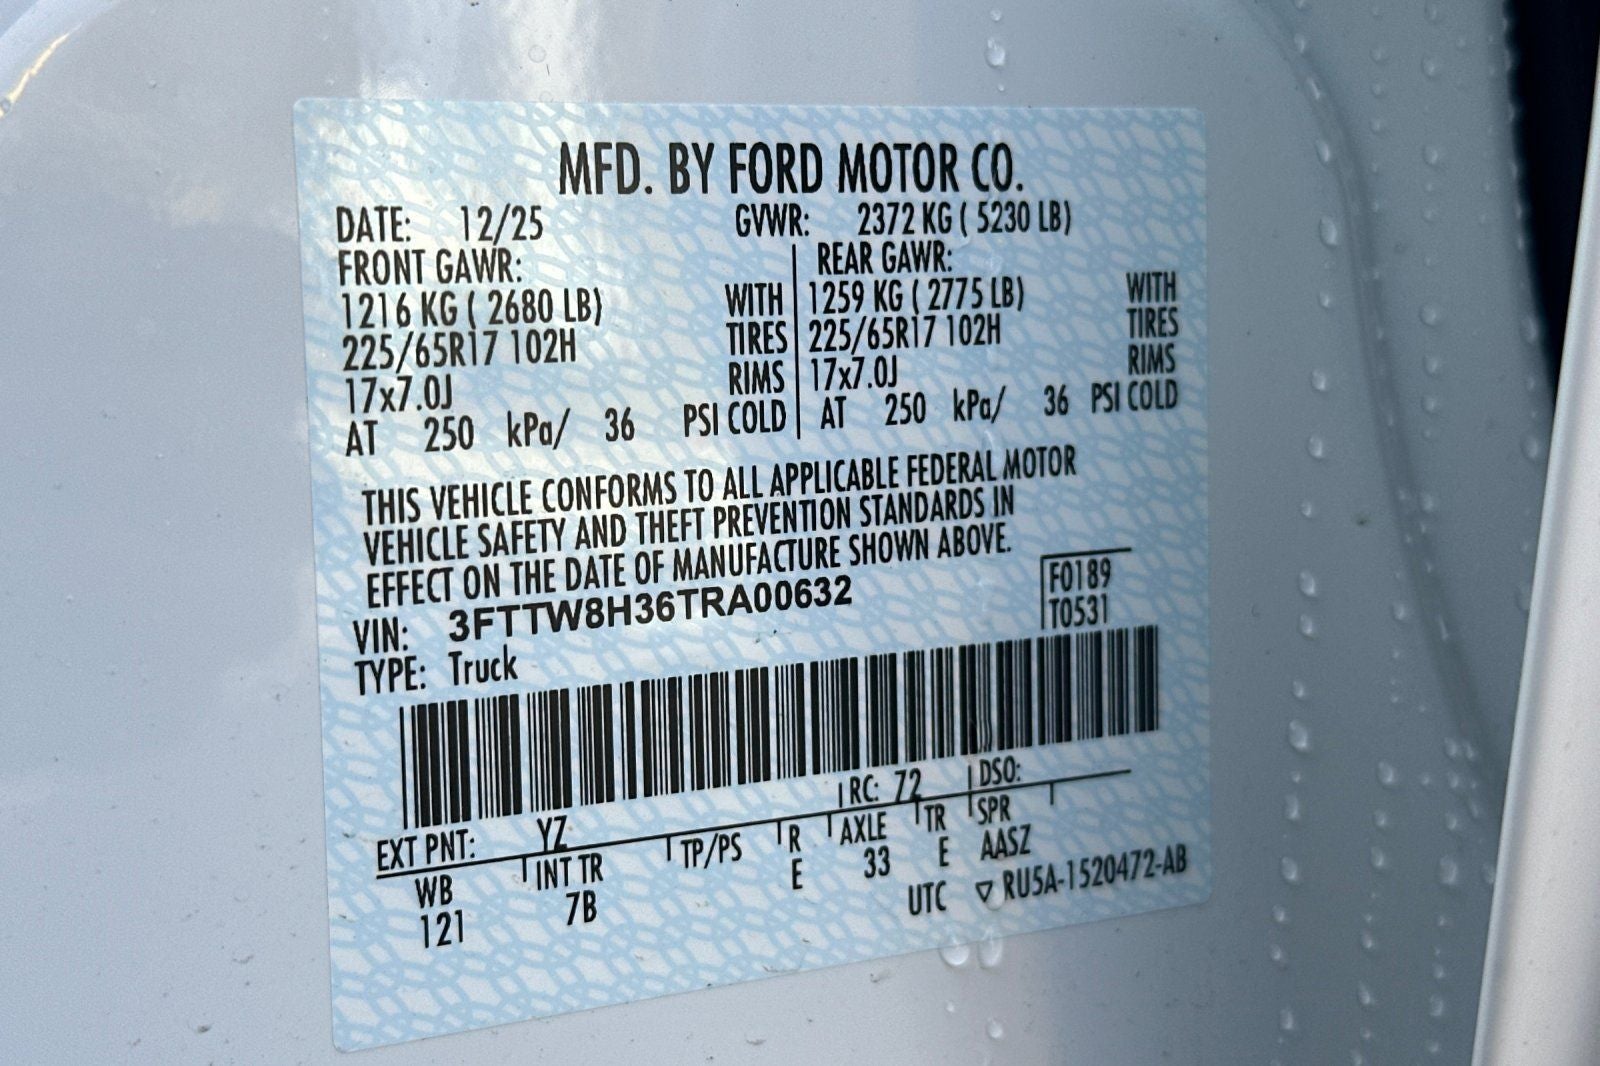 MFD. BY FORD MOTOR CO.
DATE: 12/25 GVWR: 2372 KG ( 5230 LB)
FRONT GAWR: REAR GAWR:
1216 KG ( 2680 LB) WITH 1259 KG ( 2775 LB) WITH
225/65R17 102H TIRES 225/65R17 102H TIRES
17x7.0J RIMS 17x7.0J RIMS
AT 250 kPa/ 36 PSI COLD AT 250 kPa/ 36 PSI COLD
THIS VEHICLE CONFORMS TO ALL APPLICABLE FEDERAL MOTOR
VEHICLE SAFETY AND THEFT PREVENTION STANDARDS IN
EFFECT ON THE DATE OF MANUFACTURE SHOWN ABOVE.
F0189
VIN: 3FTTW8H36TRA00632 T0531
TYPE: Truck
EXT PNT: YZ RC: 72 DSO:
WB INT TR TP/PS R AXLE TR SPR
121 7B E 33 E AASZ
UTC ▽ RU5A-1520472-AB